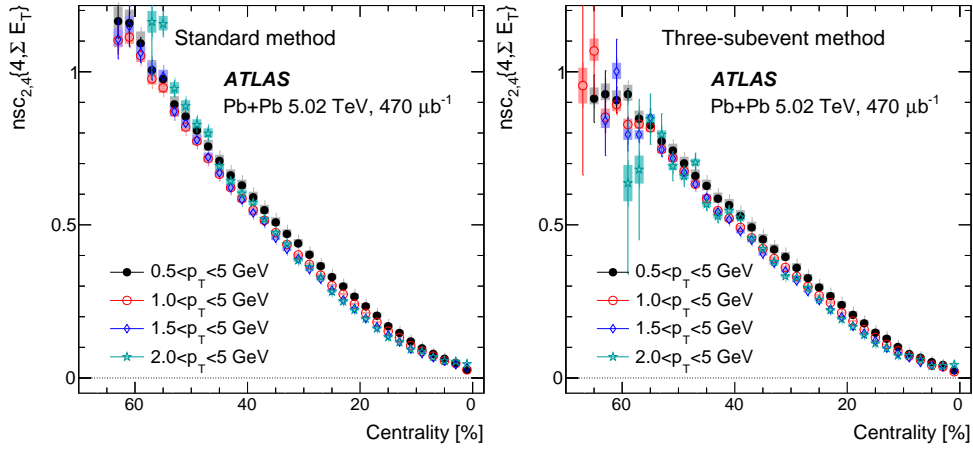 nsc2,4{4,Σ ET}
1
0.5
0
Standard method
ATLAS
Pb+Pb 5.02 TeV, 470 μb-1
0.5<pT<5 GeV
1.0<pT<5 GeV
1.5<pT<5 GeV
2.0<pT<5 GeV
60 40 20 0
Centrality [%]
nsc2,4{4,Σ ET}
1
0.5
0
Three-subevent method
ATLAS
Pb+Pb 5.02 TeV, 470 μb-1
0.5<pT<5 GeV
1.0<pT<5 GeV
1.5<pT<5 GeV
2.0<pT<5 GeV
60 40 20 0
Centrality [%]